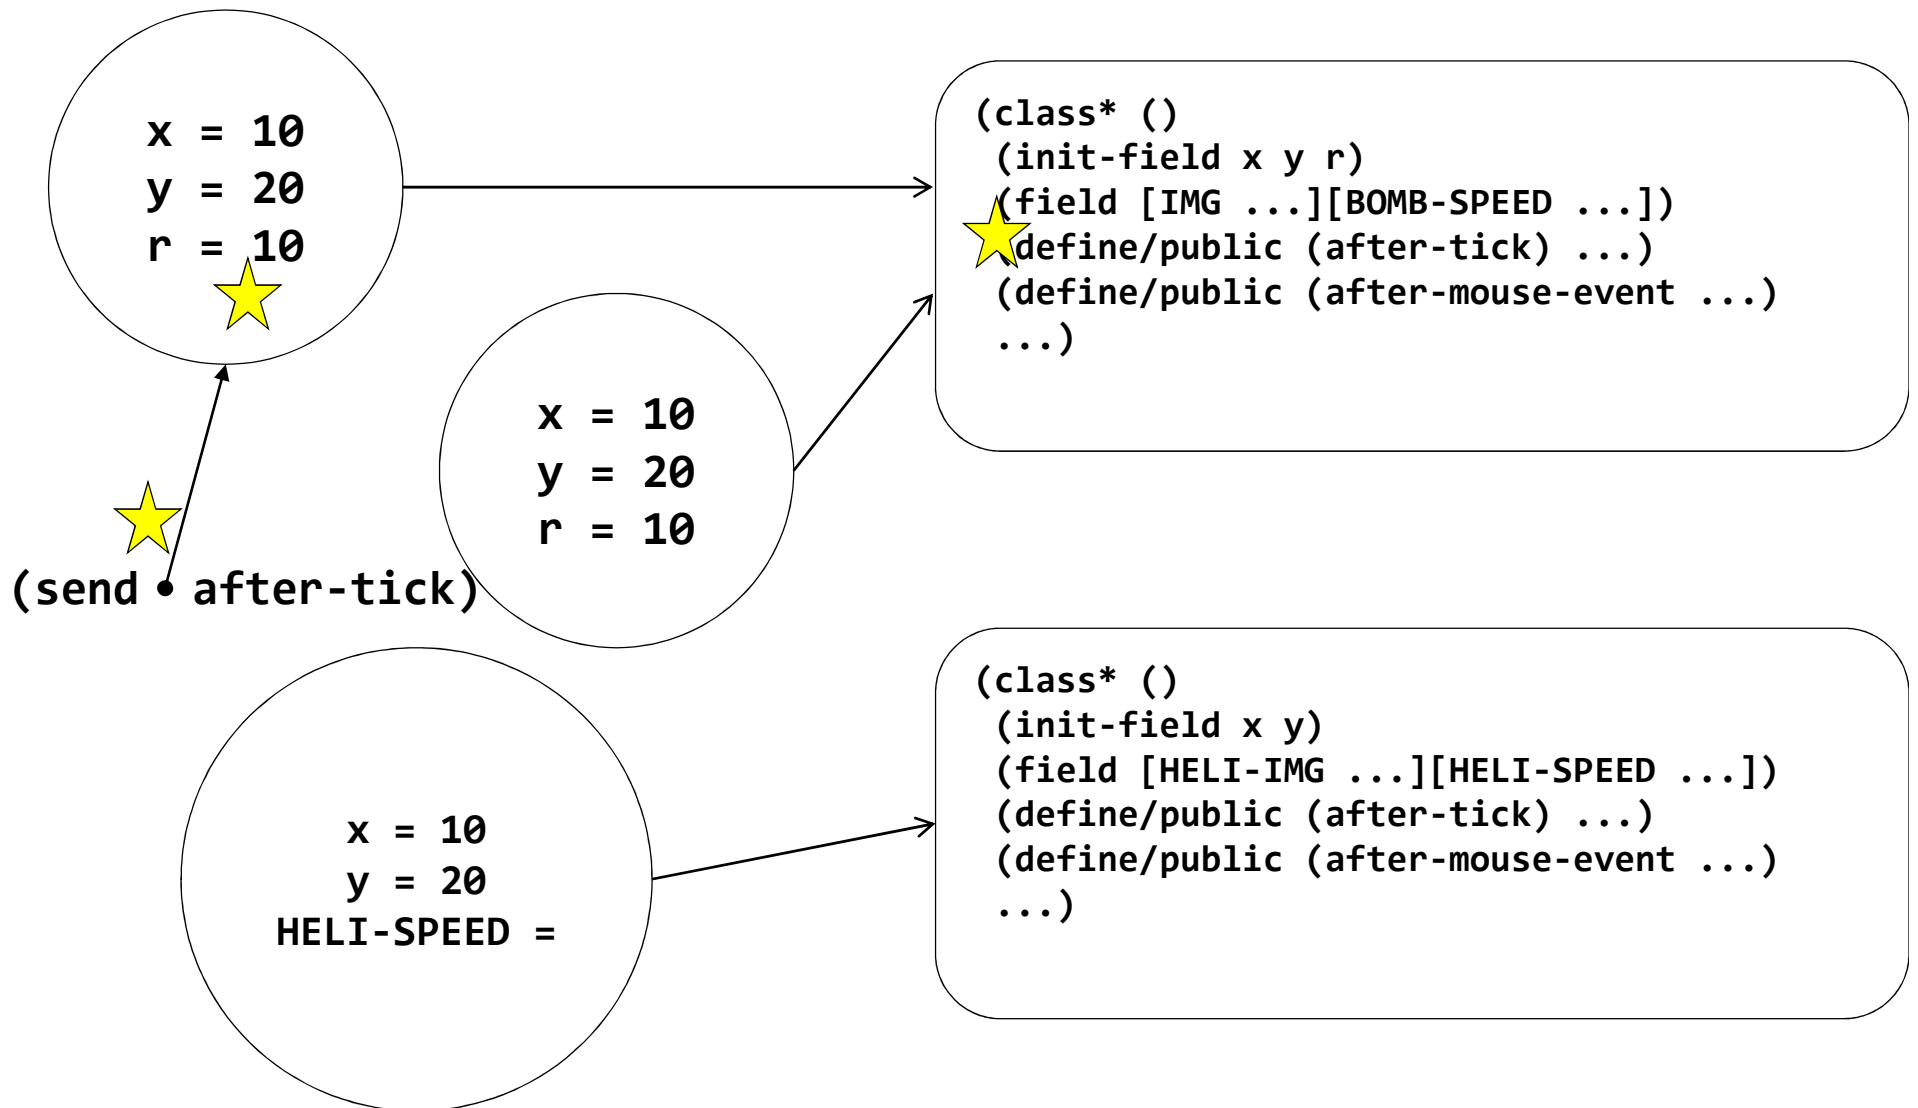 x = 10
y = 20
r = 10
(class* ()
(init-field x y r)
(field [IMG ...][BOMB-SPEED ...])
(define/public (after-tick) ...)
(define/public (after-mouse-event ...)
...)
x = 10
y = 20
r = 10
(send • after-tick)
x = 10
y = 20
HELI-SPEED =
(class* ()
(init-field x y)
(field [HELI-IMG ...][HELI-SPEED ...])
(define/public (after-tick) ...)
(define/public (after-mouse-event ...)
...)